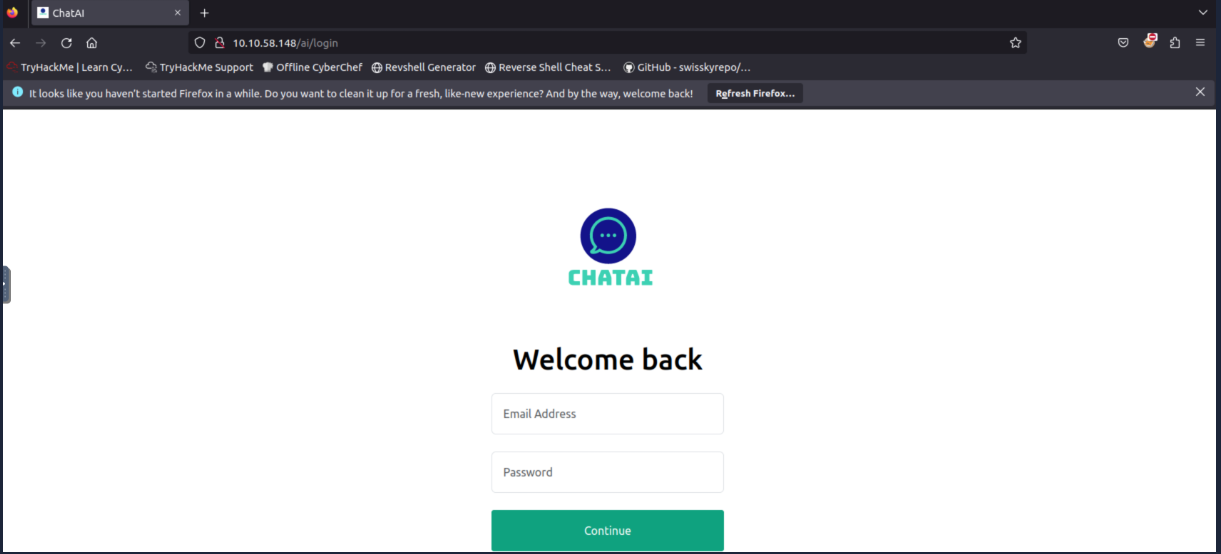 ChatAI
10.10.58.148/ai/login
TryHackMe | Learn Cy... TryHackMe Support Offline CyberChef Revshell Generator Reverse Shell Cheat S... GitHub - swisskyrepo/...
It looks like you haven't started Firefox in a while. Do you want to clean it up for a fresh, like-new experience? And by the way, welcome back! Refresh Firefox...
CHATAI
Welcome back
Email Address
Password
Continue